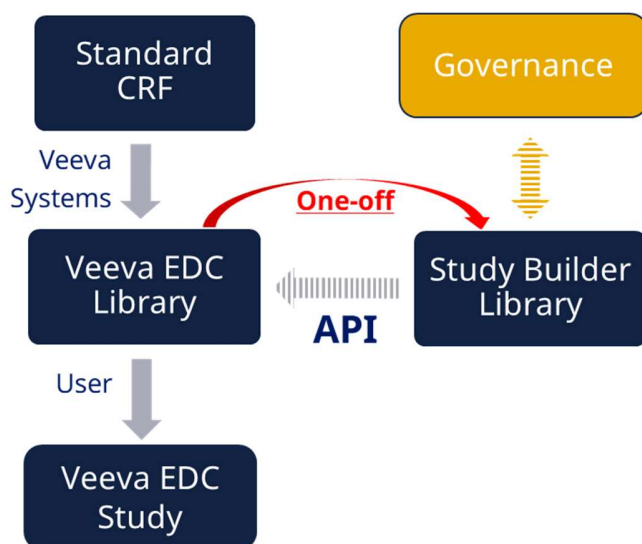 Standard
CRF
Governance
Veeva
Systems
One-off
Veeva EDC
Library
Study Builder
Library
API
User
Veeva EDC
Study